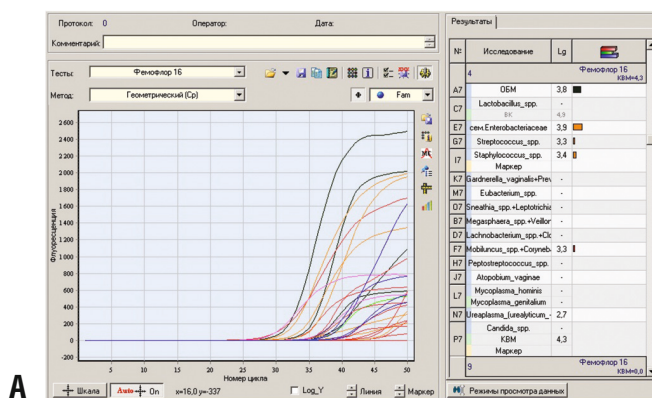 Протокол: 0 Оператор: Дата:
Комментарий:
Тесты: Фемофлор 16
Метод: Геометрический (Cp) Fam
2 600
2 400
2 200
2 000
1 800
1 600
1 400
1 200
1 000
800
600
400
200
0
-200
Флуоресценция
5 10 15 20 25 30 35 40 45 50
Номер цикла
Шкала Auto On x=16,0 y=-337 Log_Y Линия Маркер
A
Результаты
№ Исследование Lg
4 Фемофлор 16
КВМ=4,3
A7 ОБМ 3,8
C7 Lactobacillus_spp. -
ВК 4,9
E7 сем.Enterobacteriaceae 3,9
G7 Streptococcus_spp. 3,3
I7 Staphylococcus_spp. 3,4
Маркер
K7 Gardnerella_vaginalis+Prev -
M7 Eubacterium_spp. -
O7 Sneathia_spp.+Leptotrichia -
B7 Megasphaera_spp.+Veillon -
D7 Lachnobacterium_spp.+Clo -
F7 Mobiluncus_spp.+Coryneb 3,3
H7 Peptostreptococcus_spp. -
J7 Atopobium_vaginae -
L7 Mycoplasma_hominis -
Mycoplasma_genitalium -
N7 Ureaplasma_(urealyticum_- 2,7
P7 Candida_spp. -
КВМ 4,3
Маркер
9 Фемофлор 16
КВМ=0,0
Режимы просмотра данных